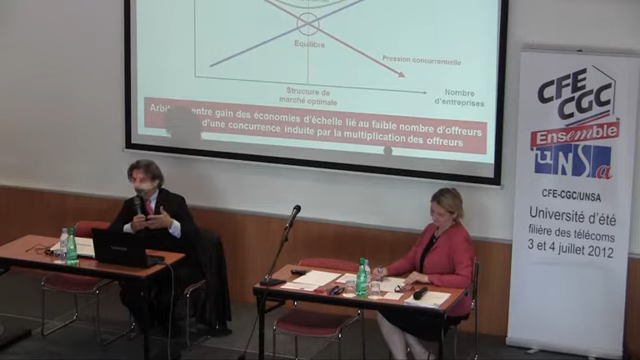 Equilibre
Pression concurrentielle
Structure de
marché optimale
Nombre
d'entreprises
entre gain des économies d'échelle lié au faible nombre d'offreurs
d'une concurrence induite par la multiplication des offreurs
CFE
CGC
Ensemble
UNSa
CFE-CGC/UNSA
Université d'été
filière des télécoms
3 et 4 juillet 2012